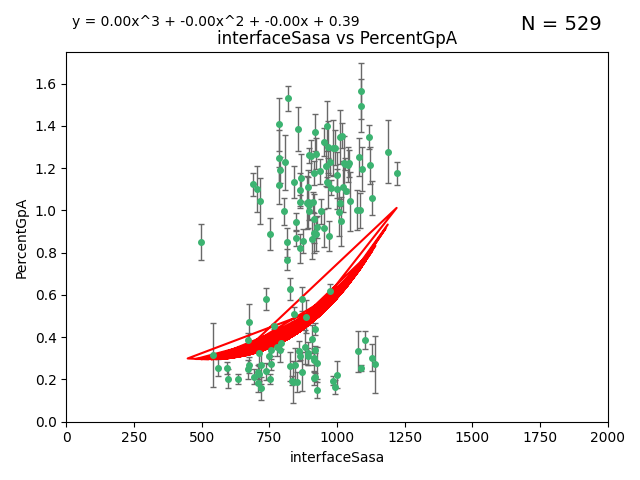 y = 0.00x^3 + -0.00x^2 + -0.00x + 0.39
N = 529
interfaceSasa vs PercentGpA
1.6
1.4
1.2
1.0
0.8
0.6
0.4
0.2
0.0
PercentGpA
0 250 500 750 1000 1250 1500 1750 2000
interfaceSasa